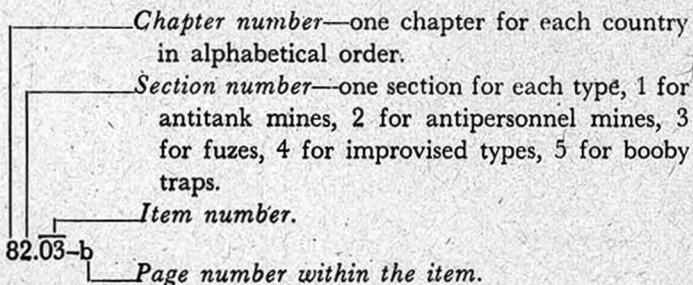 Chapter number—one chapter for each country
in alphabetical order.
Section number—one section for each type, 1 for
antitank mines, 2 for antipersonnel mines, 3
for fuzes, 4 for improvised types, 5 for booby
traps.
Item number.
82.03-b
Page number within the item.